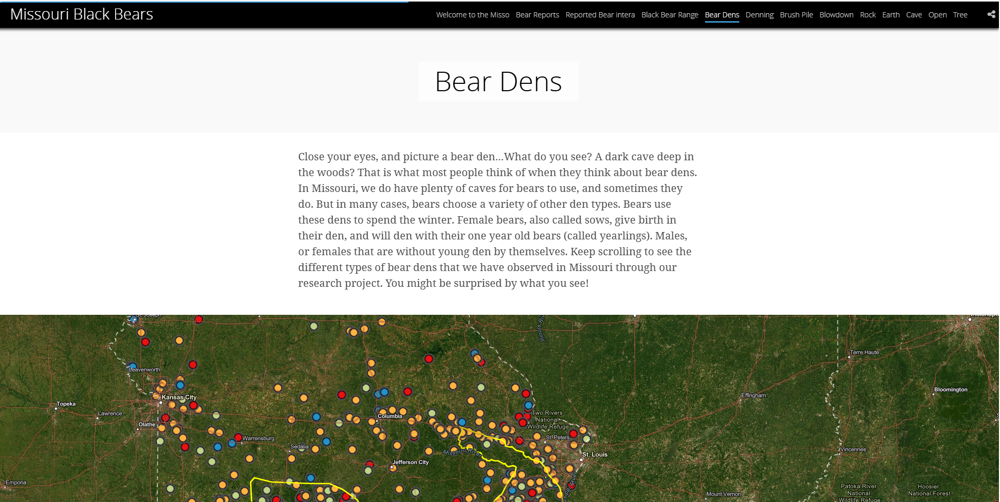 Missouri Black Bears
Welcome to the Misso Bear Reports Reported Bear intera Black Bear Range Bear Dens Denning Brush Pile Blowdown Rock Earth Cave Open Tree
Bear Dens
Close your eyes, and picture a bear den...What do you see? A dark cave deep in
the woods? That is what most people think of when they think about bear dens.
In Missouri, we do have plenty of caves for bears to use, and sometimes they
do. But in many cases, bears choose a variety of other den types. Bears use
these dens to spend the winter. Female bears, also called sows, give birth in
their den, and will den with their one year old bears (called yearlings). Males,
or females that are without young den by themselves. Keep scrolling to see the
different types of bear dens that we have observed in Missouri through our
research project. You might be surprised by what you see!
St. Joseph
Illinois Riv
Indianapo
Terre Haute
Leavenworth
Bloomington
Effingham
Kansas City
Topeka
Lawrence
Columbia
Two Rivers
National
Wildlife Refuge
Olathe
Warrensburg
St. Peters
Sedalia
Vincennes
Missouri River
St. Louis
Jefferson City
Emporia
ssippi River
Patoka River
National
Wildlife Refuge
Hoosier
National Forest
Mount Vernon